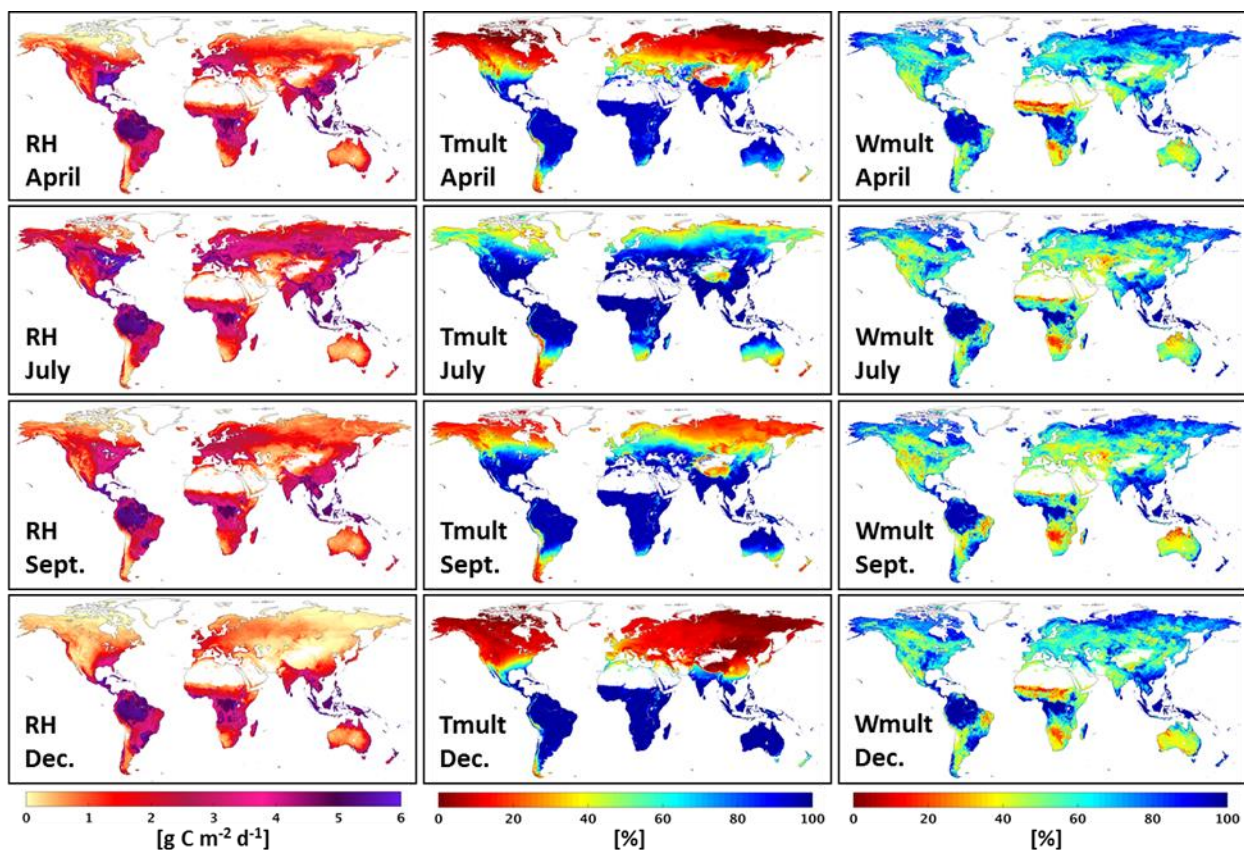 RH
April
Tmult
April
Wmult
April
RH
July
Tmult
July
Wmult
July
RH
Sept.
Tmult
Sept.
Wmult
Sept.
RH
Dec.
Tmult
Dec.
Wmult
Dec.
0 1 2 3 4 5 6
[g C m⁻² d⁻¹]
0 20 40 60 80 100
[%]
0 20 40 60 80 100
[%]